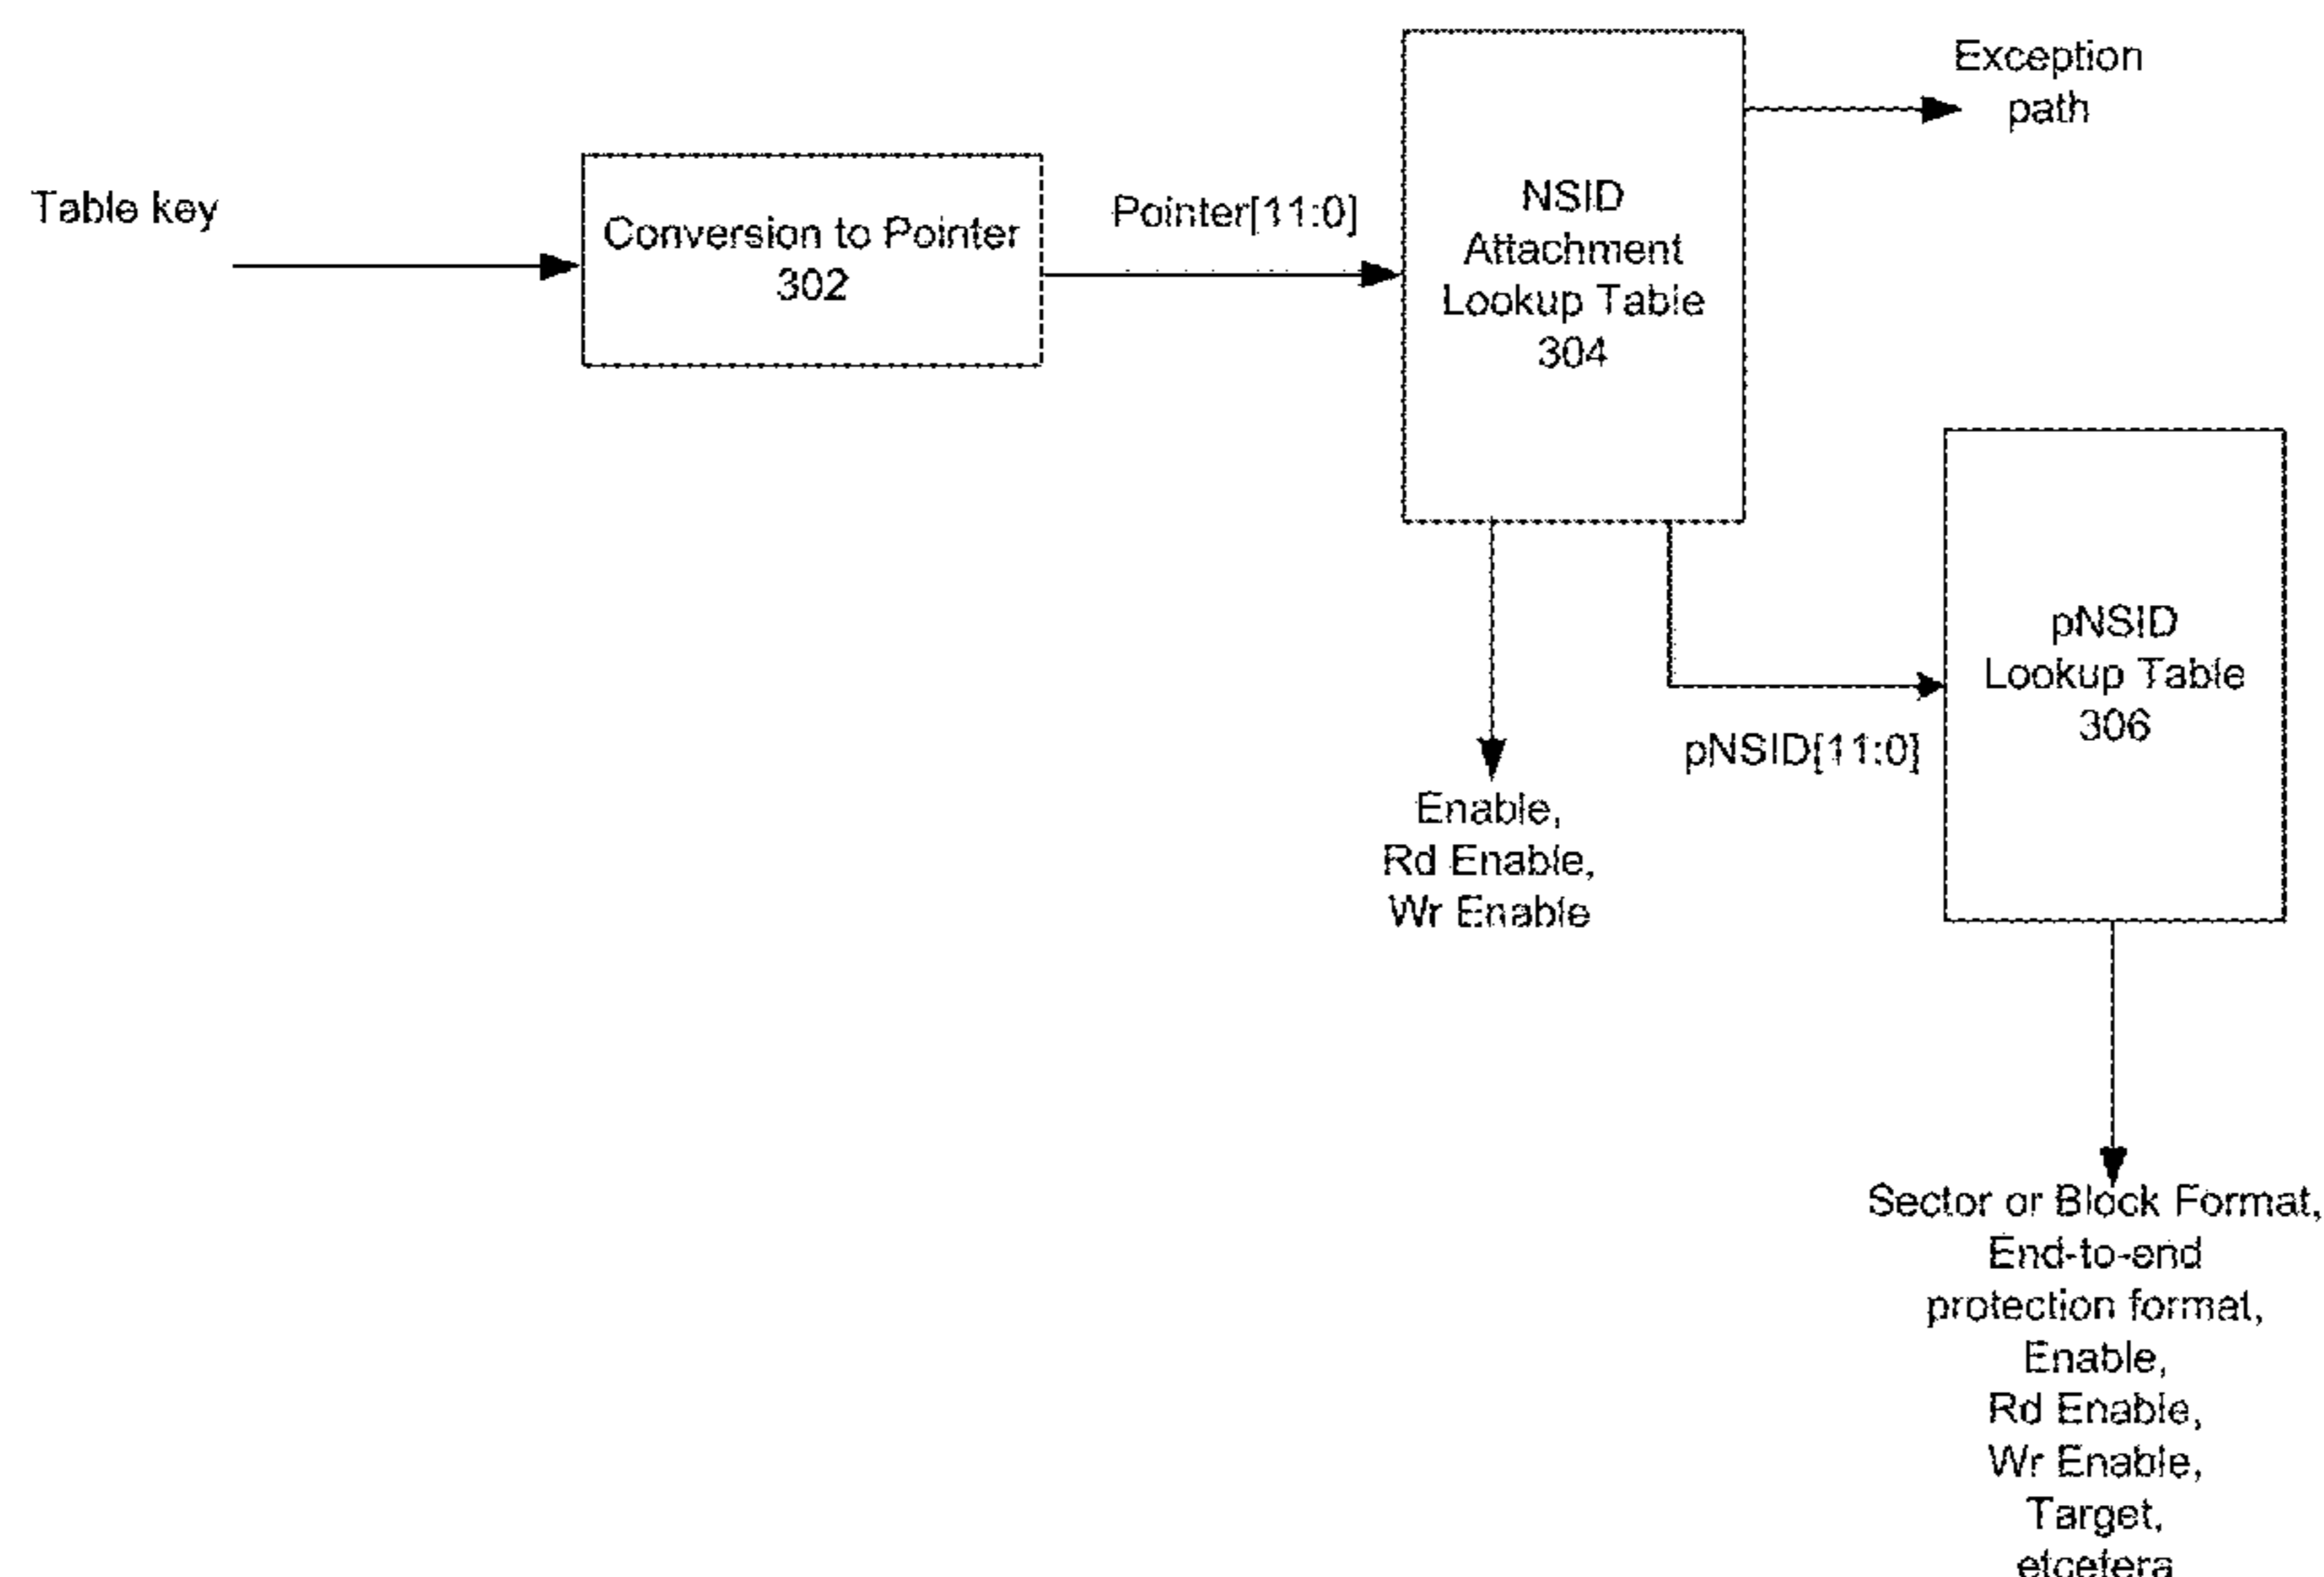 Table key
Conversion to Pointer
302
Pointer[11:0]
NSID
Attachment
Lookup Table
304
Exception
path
pNSID
Lookup Table
306
pNSID[11:0]
Enable,
Rd Enable,
Wr Enable
Sector or Block Format,
End-to-end
protection format,
Enable,
Rd Enable,
Wr Enable,
Target,
etcetera